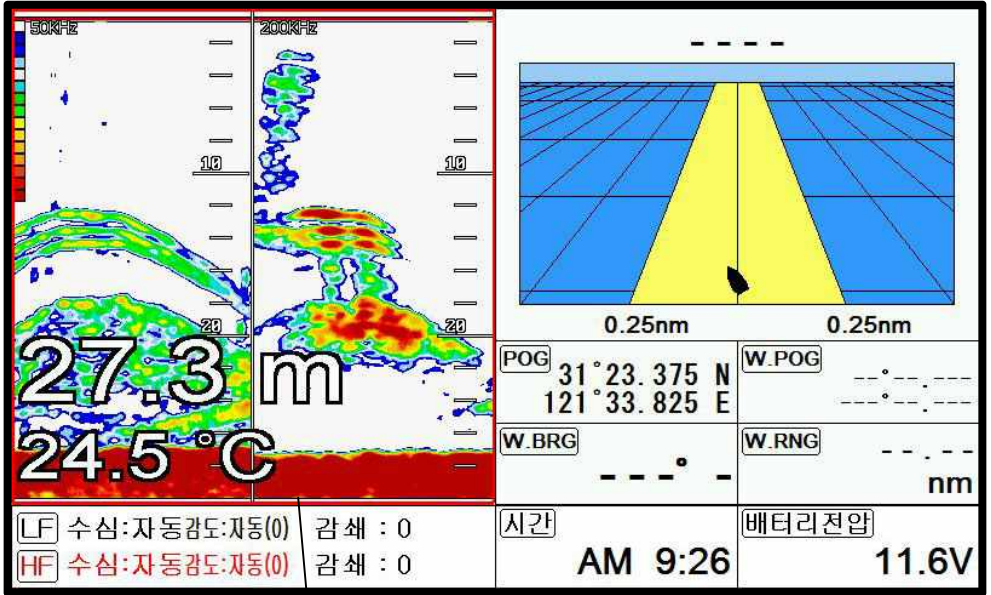 50KHz
200KHz
10
10
20
20
27.3 m
24.5 °C
LF 수심:자동감도:자동(0) 감쇄 : 0
HF 수심:자동감도:자동(0) 감쇄 : 0
----
0.25nm 0.25nm
POG
31°23.375 N
121°33.825 E
W.POG
--°--.---
---°--.---
W.BRG
---° -
W.RNG
--.--
nm
시간
AM 9:26
배터리전압
11.6V